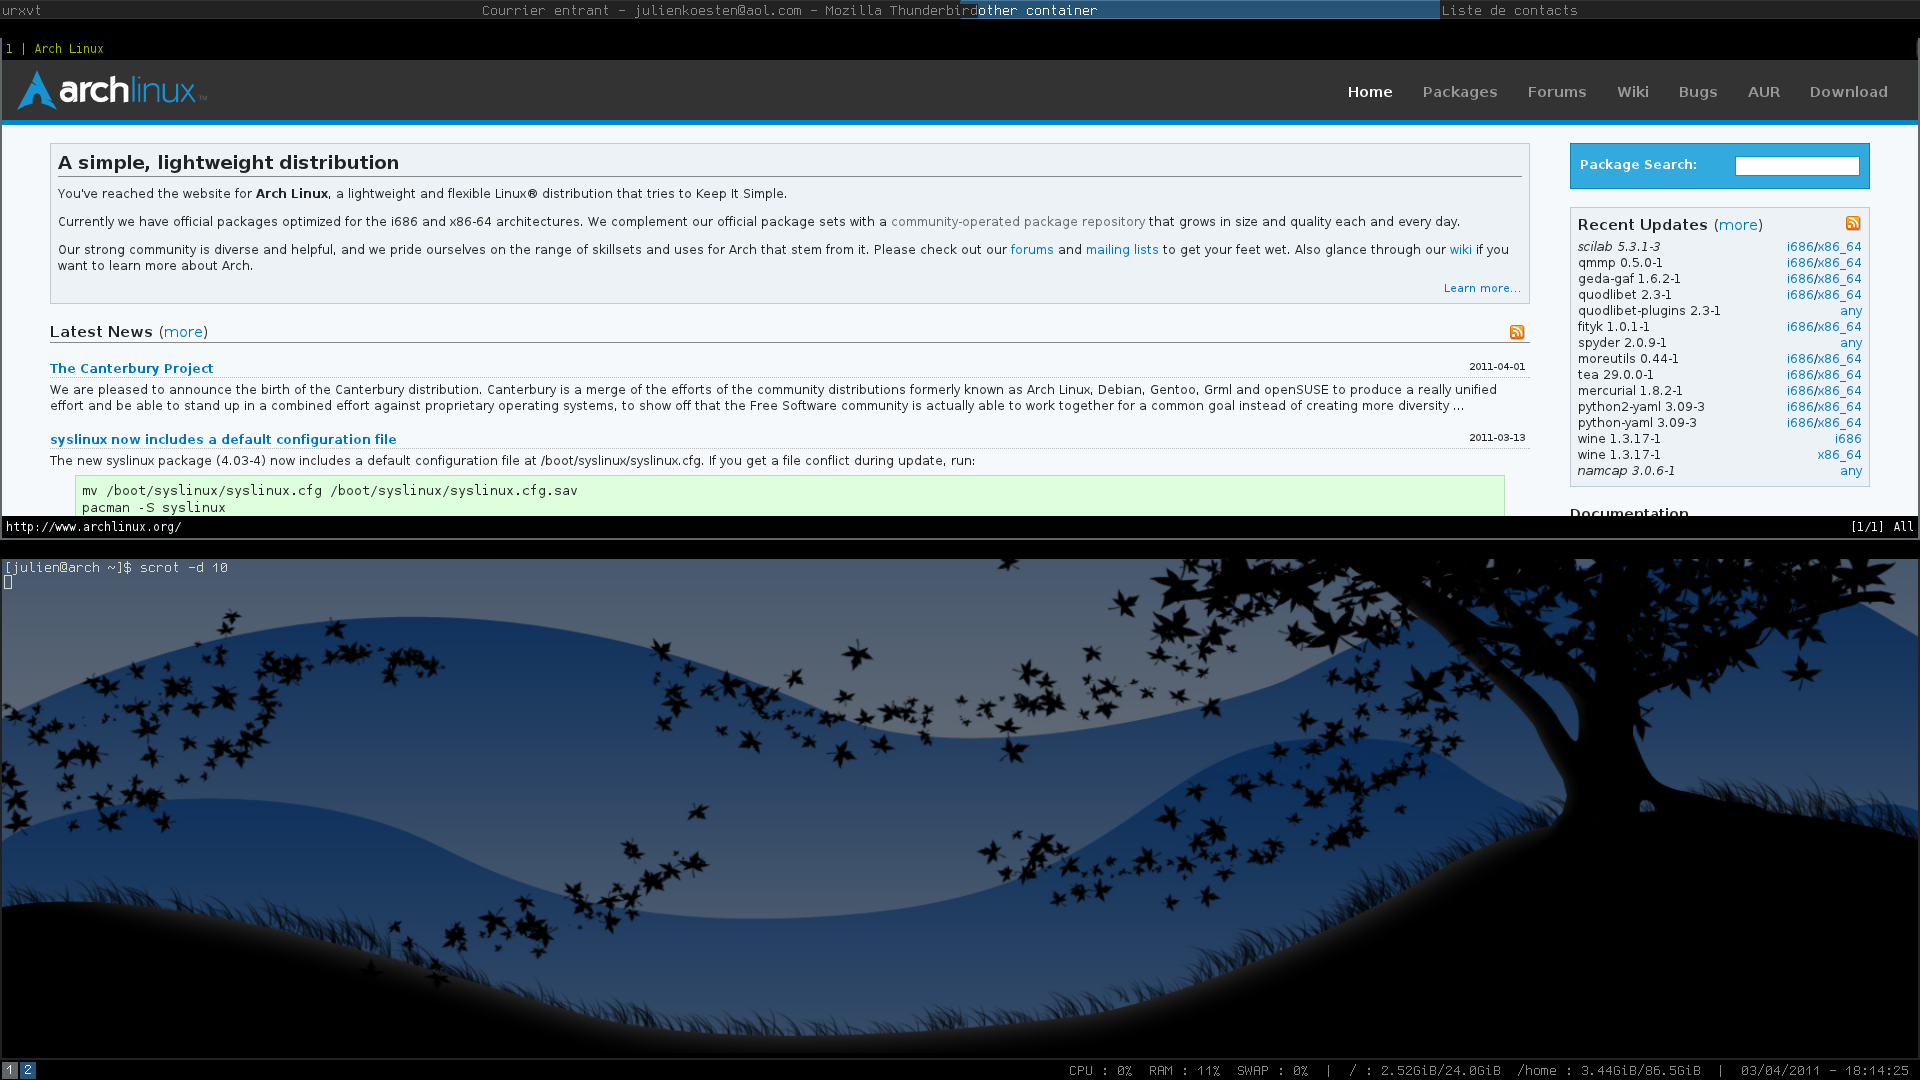 urxvt
Courrier entrant - julienkoesten@aol.com - Mozilla Thunderbird
other container
Liste de contacts
1 | Arch Linux
archlinux™
Home Packages Forums Wiki Bugs AUR Download
A simple, lightweight distribution
You've reached the website for Arch Linux, a lightweight and flexible Linux® distribution that tries to Keep It Simple.
Currently we have official packages optimized for the i686 and x86-64 architectures. We complement our official package sets with a community-operated package repository that grows in size and quality each and every day.
Our strong community is diverse and helpful, and we pride ourselves on the range of skillsets and uses for Arch that stem from it. Please check out our forums and mailing lists to get your feet wet. Also glance through our wiki if you
want to learn more about Arch.
Learn more...
Latest News (more)
The Canterbury Project 2011-04-01
We are pleased to announce the birth of the Canterbury distribution. Canterbury is a merge of the efforts of the community distributions formerly known as Arch Linux, Debian, Gentoo, Grml and openSUSE to produce a really unified
effort and be able to stand up in a combined effort against proprietary operating systems, to show off that the Free Software community is actually able to work together for a common goal instead of creating more diversity ...
syslinux now includes a default configuration file 2011-03-13
The new syslinux package (4.03-4) now includes a default configuration file at /boot/syslinux/syslinux.cfg. If you get a file conflict during update, run:
mv /boot/syslinux/syslinux.cfg /boot/syslinux/syslinux.cfg.sav
pacman -S syslinux
Package Search:
Recent Updates (more)
scilab 5.3.1-3 i686/x86_64
qmmp 0.5.0-1 i686/x86_64
geda-gaf 1.6.2-1 i686/x86_64
quodlibet 2.3-1 i686/x86_64
quodlibet-plugins 2.3-1 any
fityk 1.0.1-1 i686/x86_64
spyder 2.0.9-1 any
moreutils 0.44-1 i686/x86_64
tea 29.0.0-1 i686/x86_64
mercurial 1.8.2-1 i686/x86_64
python2-yaml 3.09-3 i686/x86_64
python-yaml 3.09-3 i686/x86_64
wine 1.3.17-1 i686
wine 1.3.17-1 x86_64
namcap 3.0.6-1 any
Documentation
http://www.archlinux.org/ [1/1] All
[julien@arch ~]$ scrot -d 10
1 2
CPU : 0% RAM : 11% SWAP : 0% | / : 2.52GiB/24.0GiB /home : 3.44GiB/86.5GiB | 03/04/2011 - 18:14:25